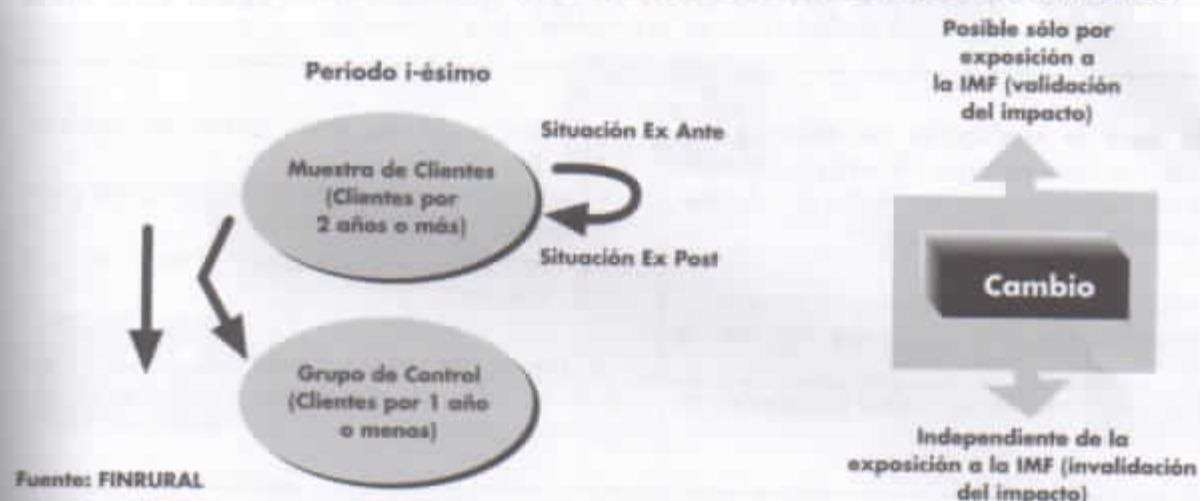 Período i-ésimo
Muestra de Clientes
(Clientes por
2 años o más)
Situación Ex Ante
Situación Ex Post
Grupo de Control
(Clientes por 1 año
o menos)
Fuente: FINRURAL
Posible sólo por
exposición a
la IMF (validación
del impacto)
Cambio
Independiente de la
exposición a la IMF (invalidación
del impacto)